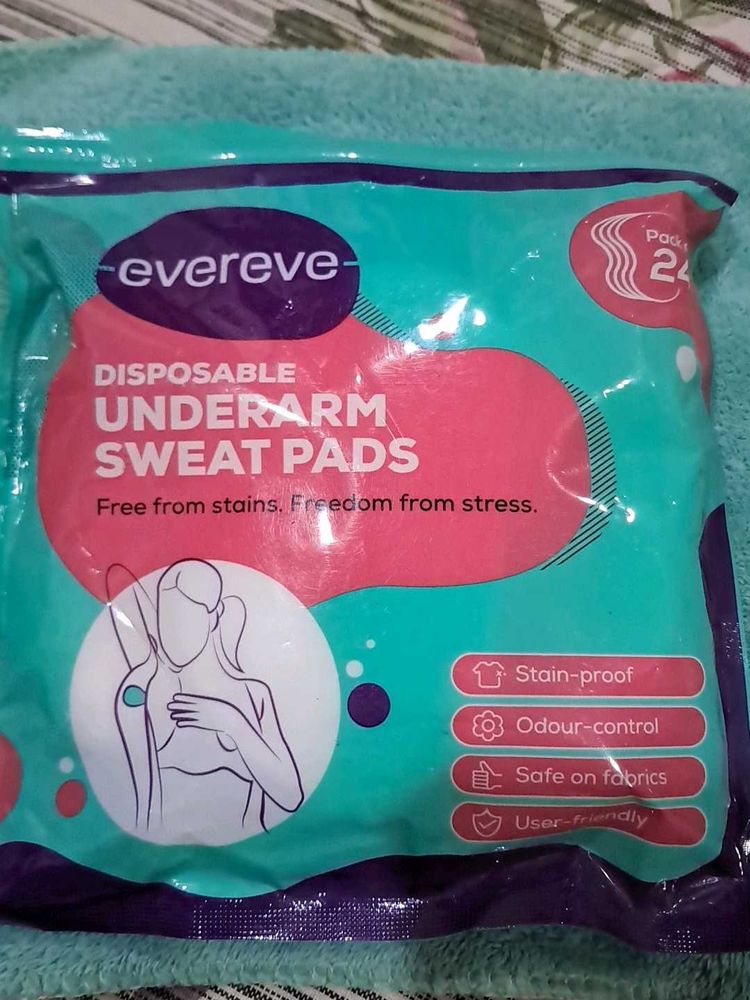 evereve
Pack
24
DISPOSABLE
UNDERARM
SWEAT PADS
Free from stains. Freedom from stress.
Stain-proof
Odour-control
Safe on fabrics
User-friendly